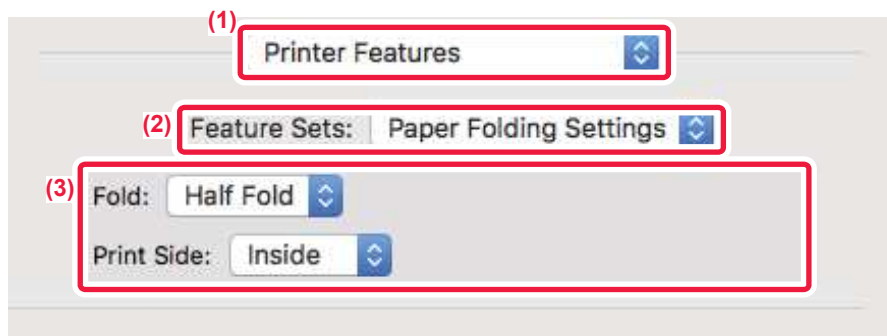 (1)
Printer Features
(2) Feature Sets: Paper Folding Settings
(3)
Fold: Half Fold
Print Side: Inside